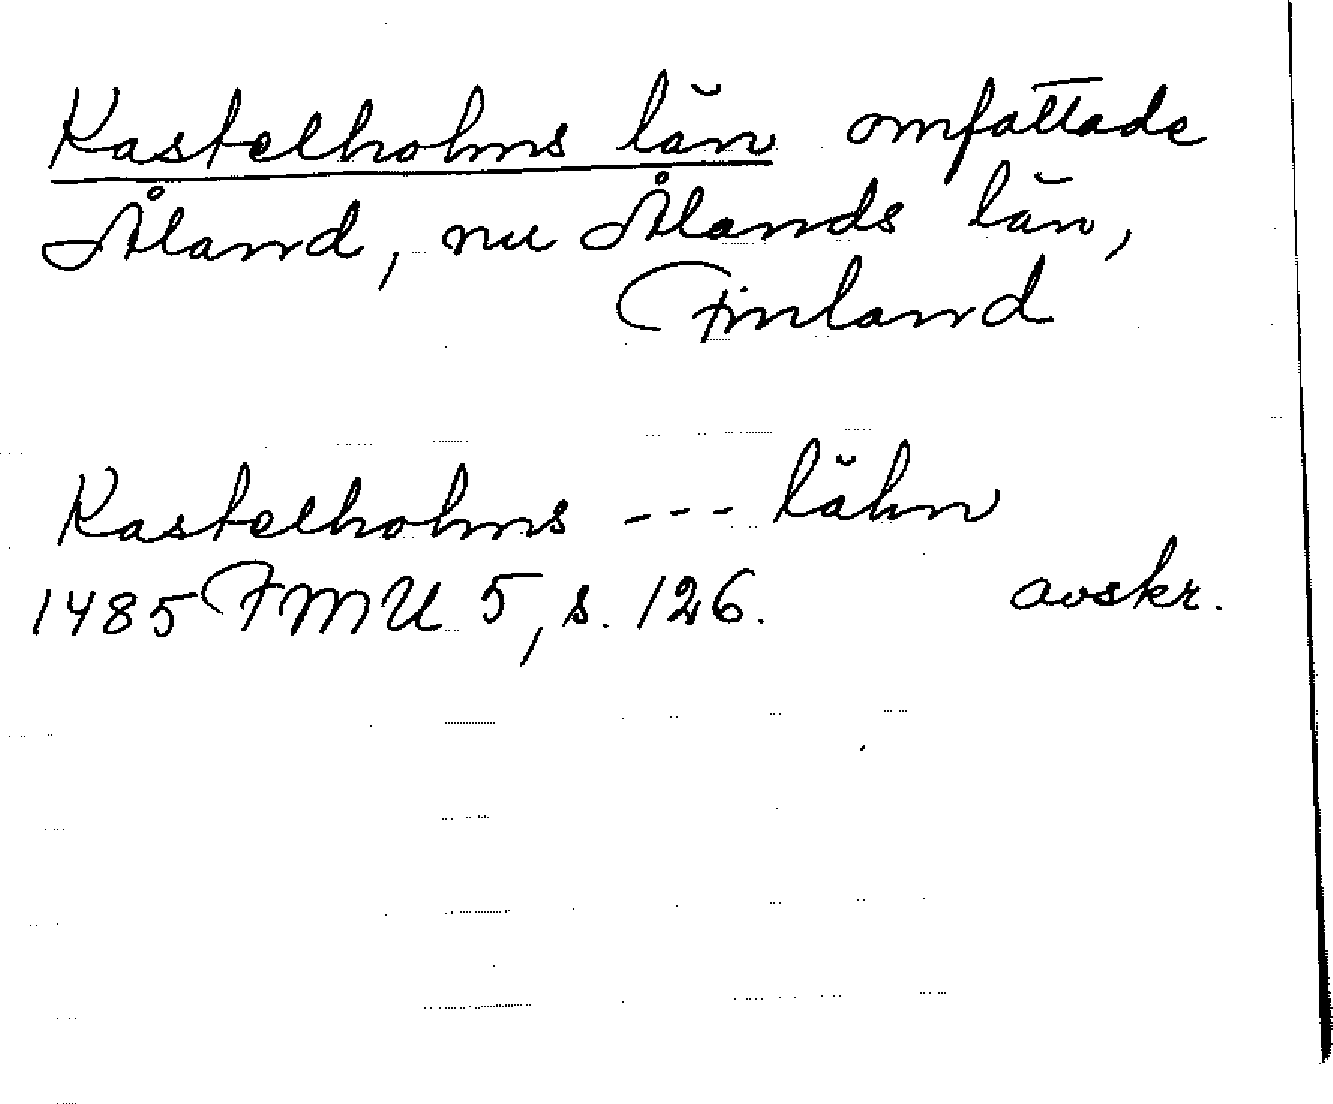 Kastelholms län omfattade
Åland, nu Ålands län,
Finland
Kastelholms --- lähn
1485 FMU 5, s. 126. avskr.